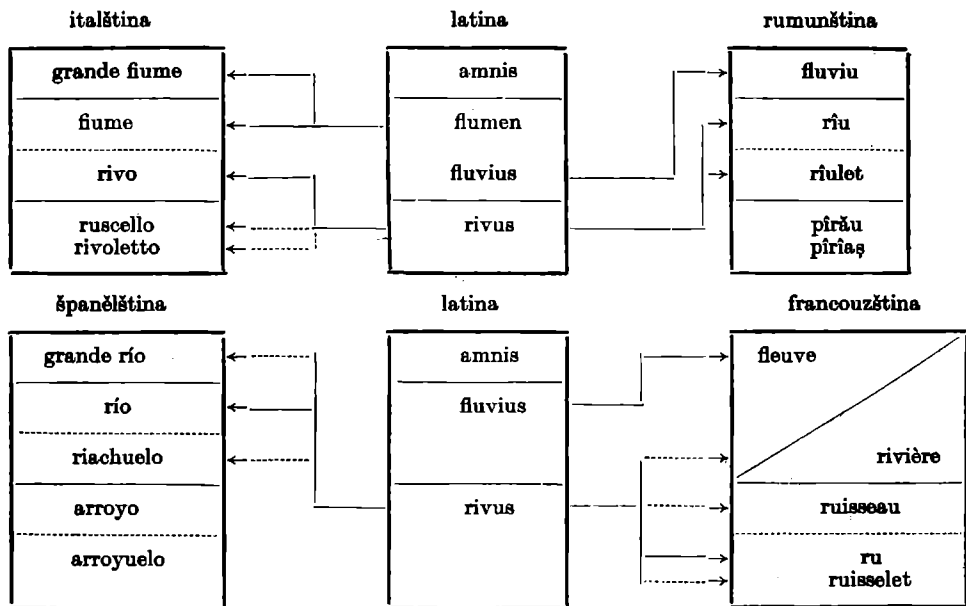 italština latina rumunština
grande fiume amnis fluviu
fiume flumen rîu
rivo fluvius rîulet
ruscello rivus pîrău
rivoletto pîrîaş
španělština latina francouzština
grande río amnis fleuve
río fluvius
riachuelo rivière
arroyo rivus ruisseau
arroyuelo ru
ruisselet